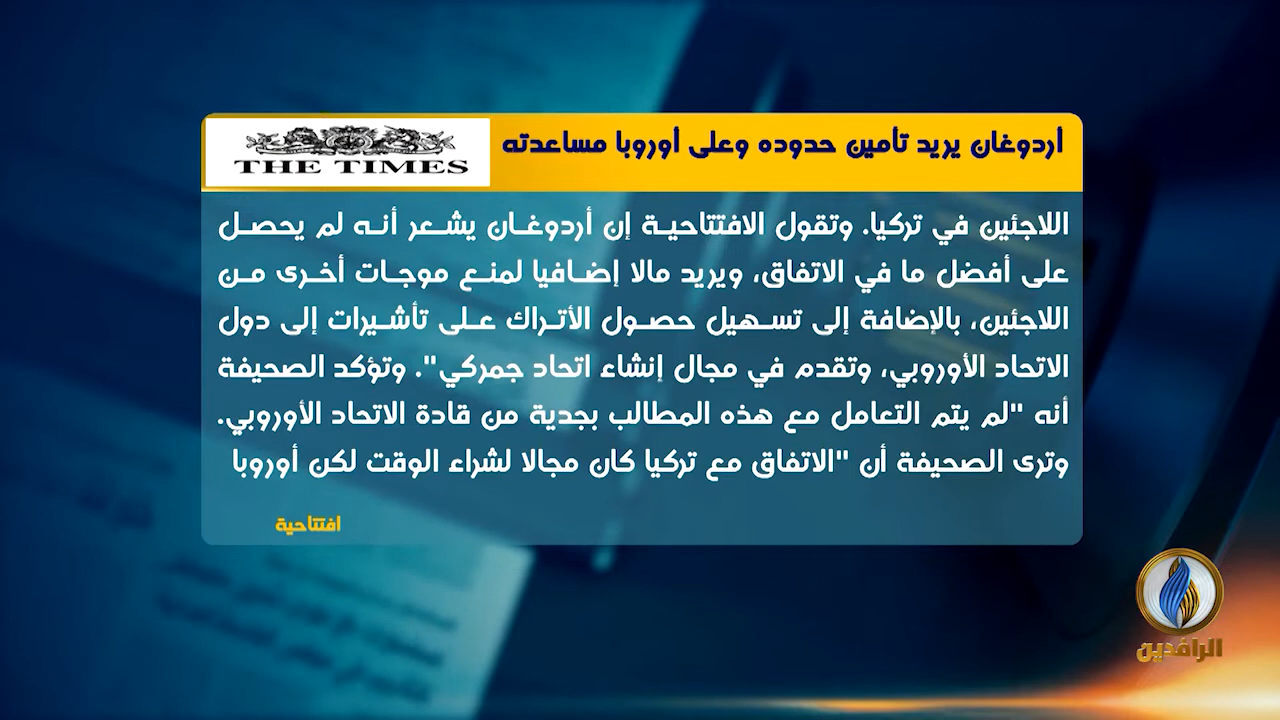 أردوغان يريد تأمين حدوده وعلى أوروبا مساعدته
THE TIMES
اللاجئين في تركيا. وتقول الافتتاحية إن أردوغان يشعر أنه لم يحصل
على أفضل ما في الاتفاق، ويريد مالا إضافيا لمنع موجات أخرى من
اللاجئين، بالإضافة إلى تسهيل حصول الأتراك على تأشيرات إلى دول
الاتحاد الأوروبي، وتقدم في مجال إنشاء اتحاد جمركي". وتؤكد الصحيفة
أنه "لم يتم التعامل مع هذه المطالب بجدية من قادة الاتحاد الأوروبي.
وترى الصحيفة أن "الاتفاق مع تركيا كان مجالا لشراء الوقت لكن أوروبا
افتتاحية
الرافدين